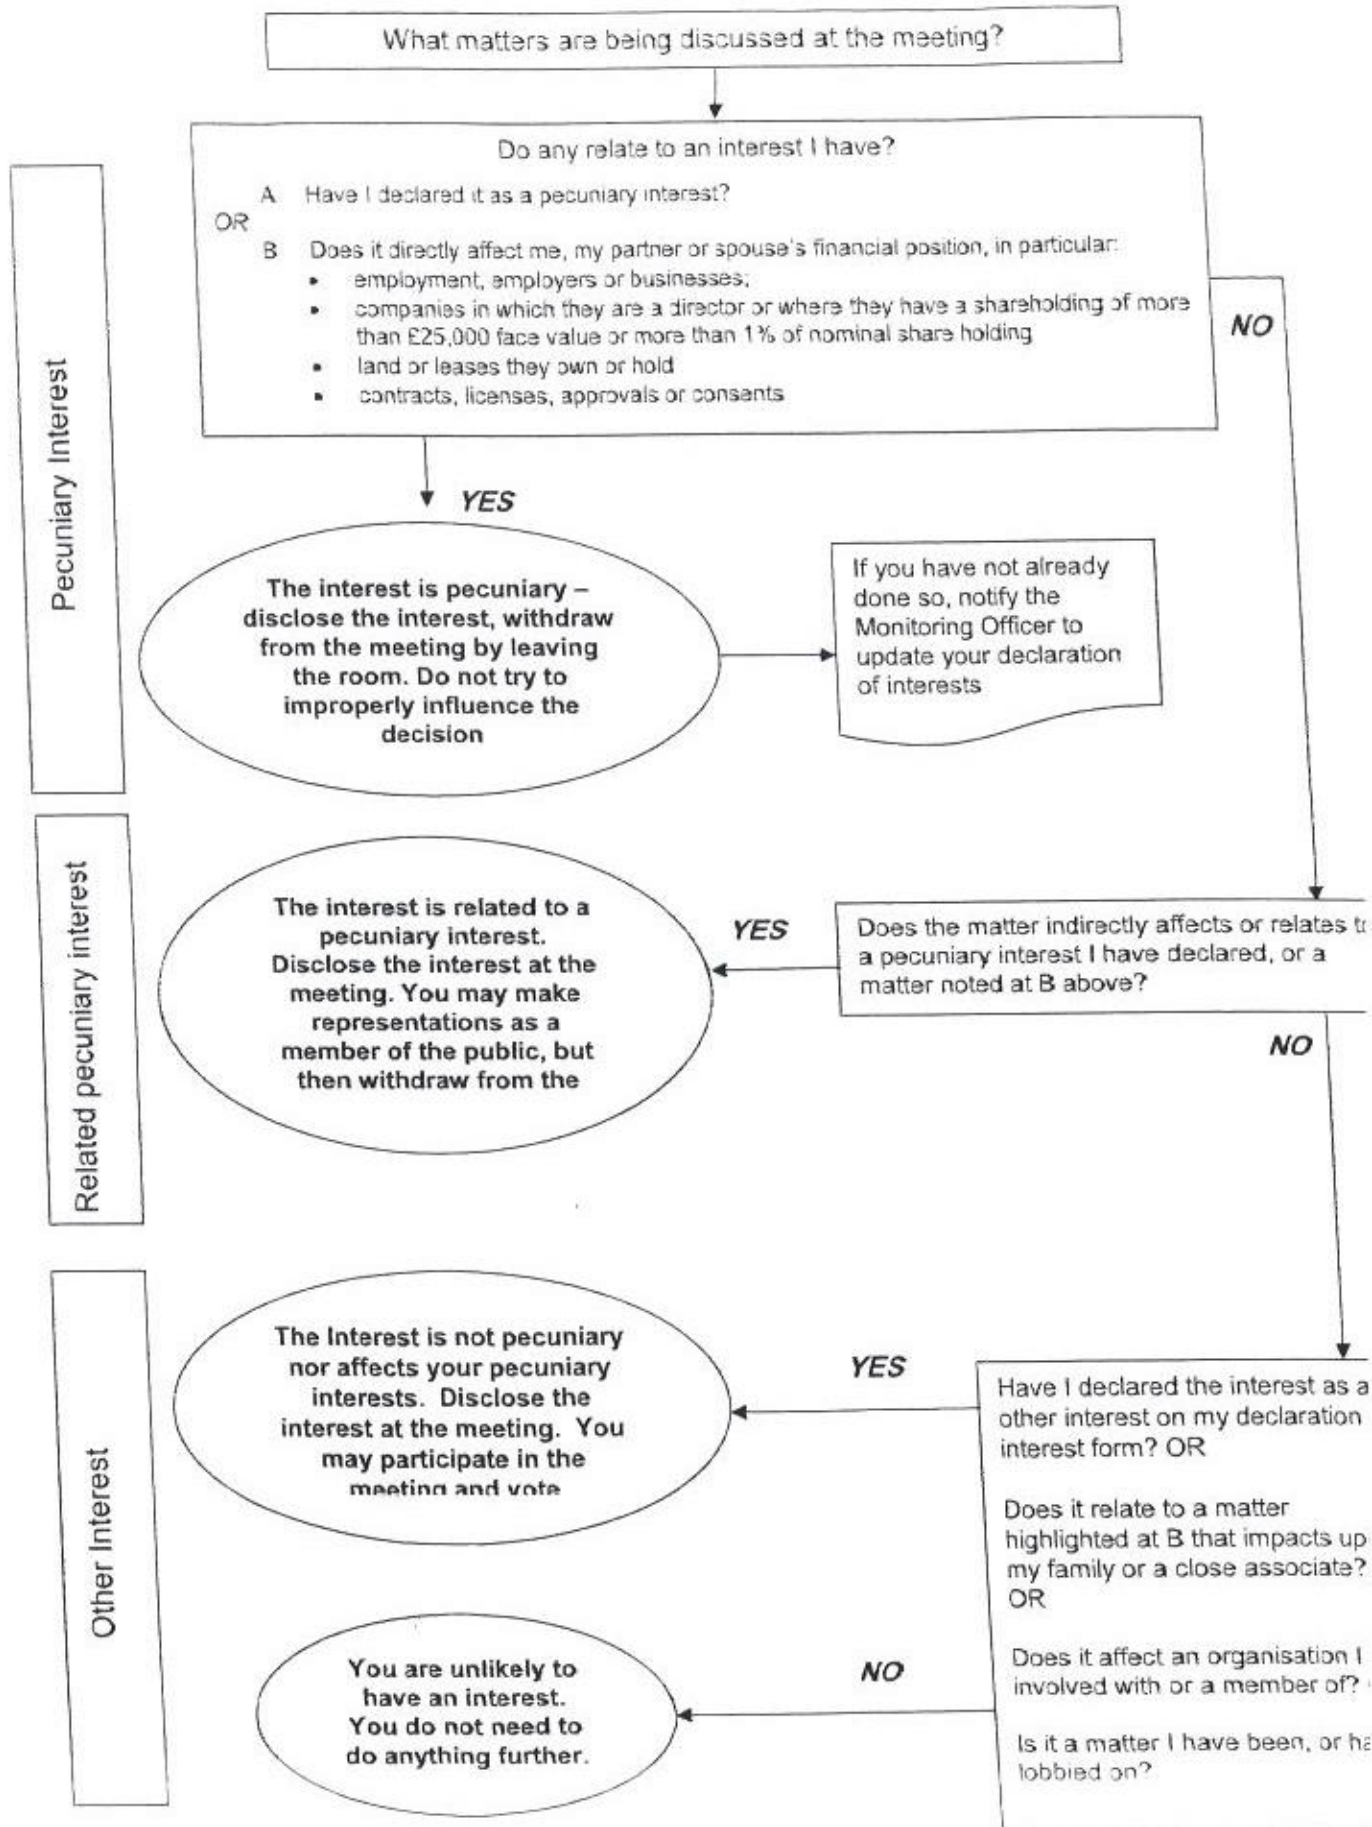 What matters are being discussed at the meeting?
Do any relate to an interest I have?
A Have I declared it as a pecuniary interest?
OR
B Does it directly affect me, my partner or spouse's financial position, in particular:
• employment, employers or businesses;
• companies in which they are a director or where they have a shareholding of more
than £25,000 face value or more than 1% of nominal share holding
• land or leases they own or hold
• contracts, licenses, approvals or consents
NO
Pecuniary Interest
YES
The interest is pecuniary –
disclose the interest, withdraw
from the meeting by leaving
the room. Do not try to
improperly influence the
decision
If you have not already
done so, notify the
Monitoring Officer to
update your declaration
of interests
Related pecuniary interest
The interest is related to a
pecuniary interest.
Disclose the interest at the
meeting. You may make
representations as a
member of the public, but
then withdraw from the
YES
Does the matter indirectly affects or relates to
a pecuniary interest I have declared, or a
matter noted at B above?
NO
Other Interest
The Interest is not pecuniary
nor affects your pecuniary
interests. Disclose the
interest at the meeting. You
may participate in the
meeting and vote
YES
Have I declared the interest as a
other interest on my declaration
interest form? OR
Does it relate to a matter
highlighted at B that impacts up
my family or a close associate?
OR
Does it affect an organisation I
involved with or a member of?
Is it a matter I have been, or ha
lobbied on?
NO
You are unlikely to
have an interest.
You do not need to
do anything further.